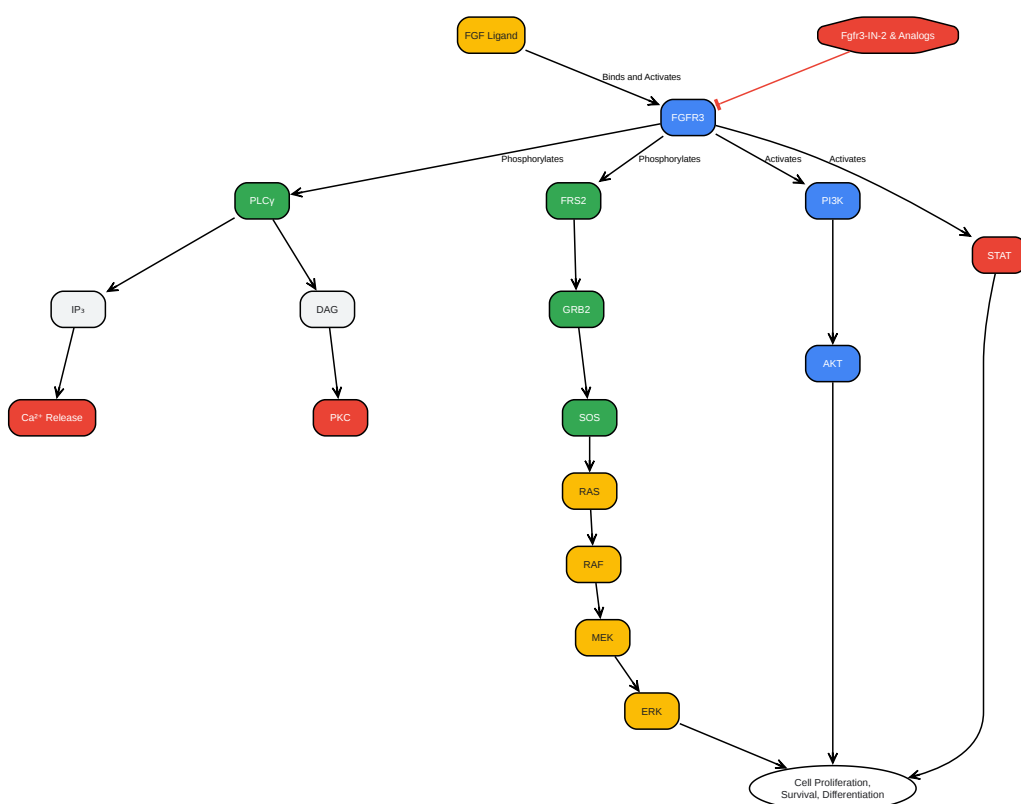 FGF Ligand
Fgfr3-IN-2 & Analogs
Binds and Activates
FGFR3
Phosphorylates
Phosphorylates
Activates
Activates
PLCγ
FRS2
PI3K
STAT
IP₃
DAG
GRB2
AKT
Ca²⁺ Release
PKC
SOS
RAS
RAF
MEK
ERK
Cell Proliferation,
Survival, Differentiation